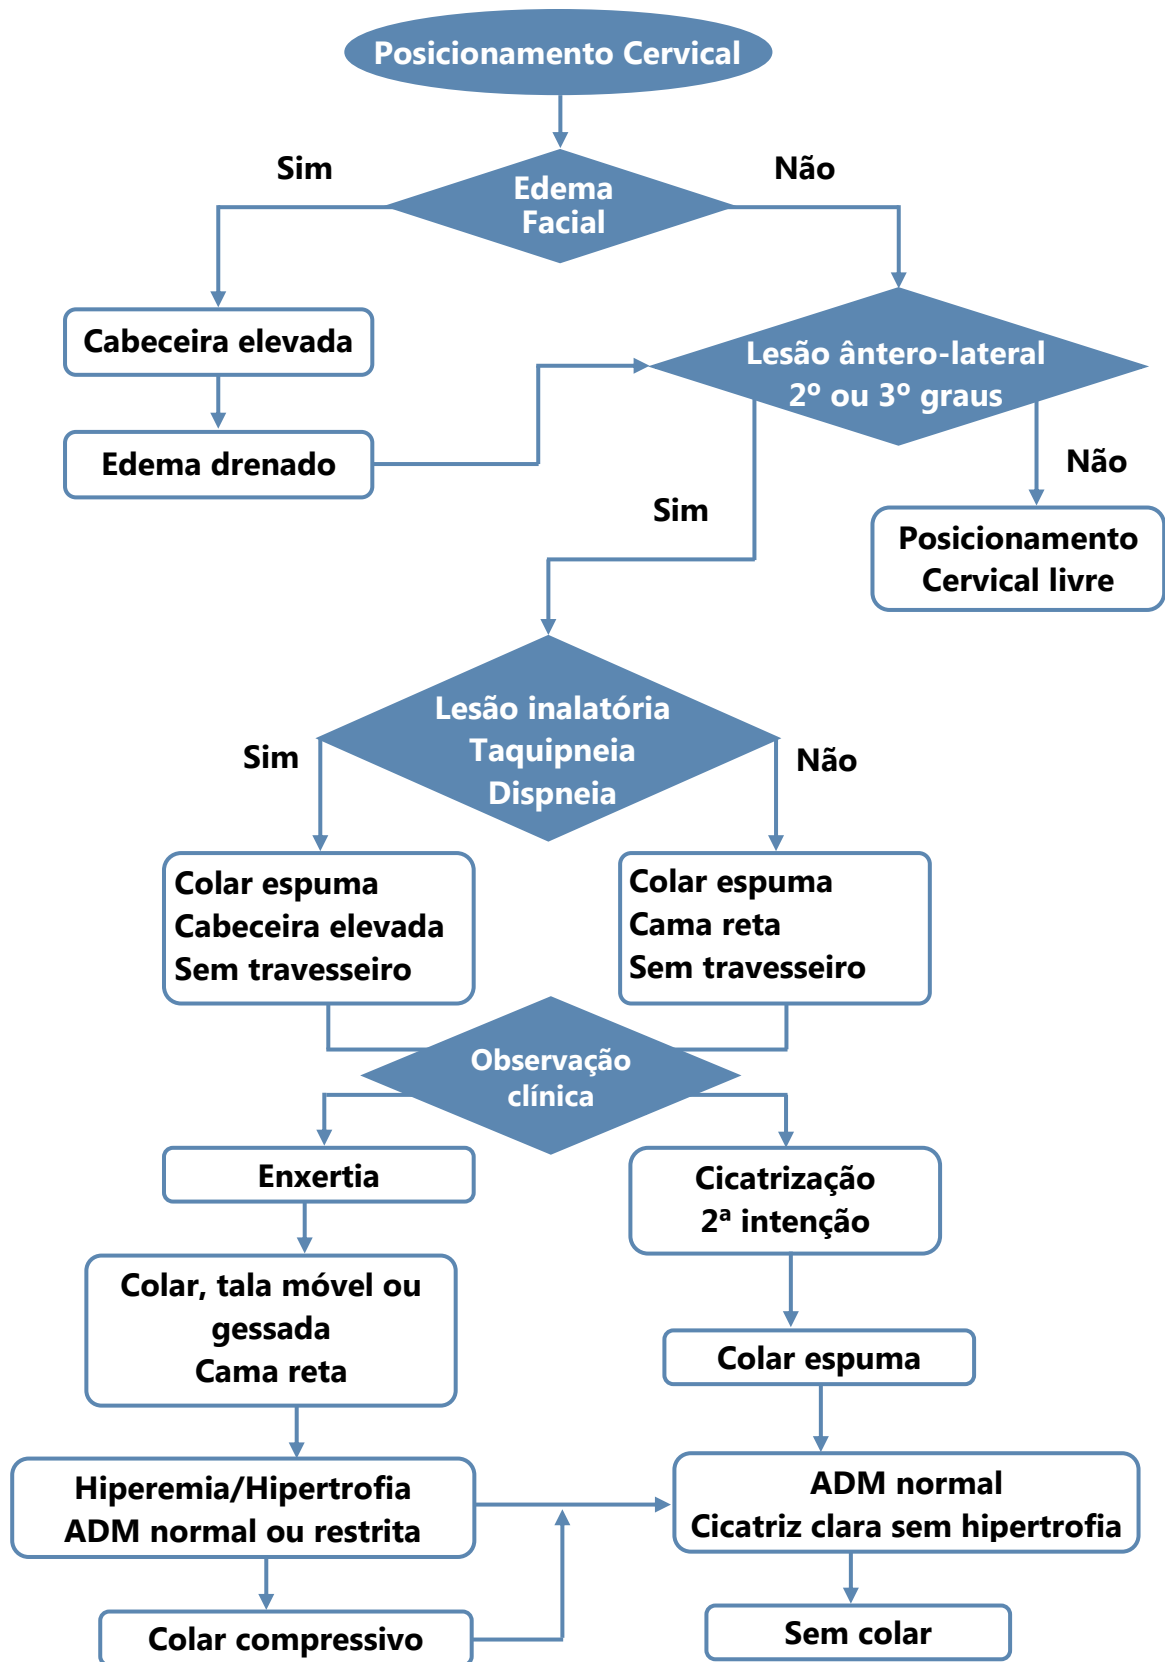 Posicionamento Cervical
Sim
Não
Edema
Facial
Cabeceira elevada
Lesão ântero-lateral
2º ou 3º graus
Edema drenado
Não
Sim
Posicionamento
Cervical livre
Lesão inalatória
Taquipneia
Dispneia
Sim
Não
Colar espuma
Cabeceira elevada
Sem travesseiro
Colar espuma
Cama reta
Sem travesseiro
Observação
clínica
Enxertia
Cicatrização
2ª intenção
Colar, tala móvel ou
gessada
Cama reta
Colar espuma
Hiperemia/Hipertrofia
ADM normal ou restrita
ADM normal
Cicatriz clara sem hipertrofia
Colar compressivo
Sem colar